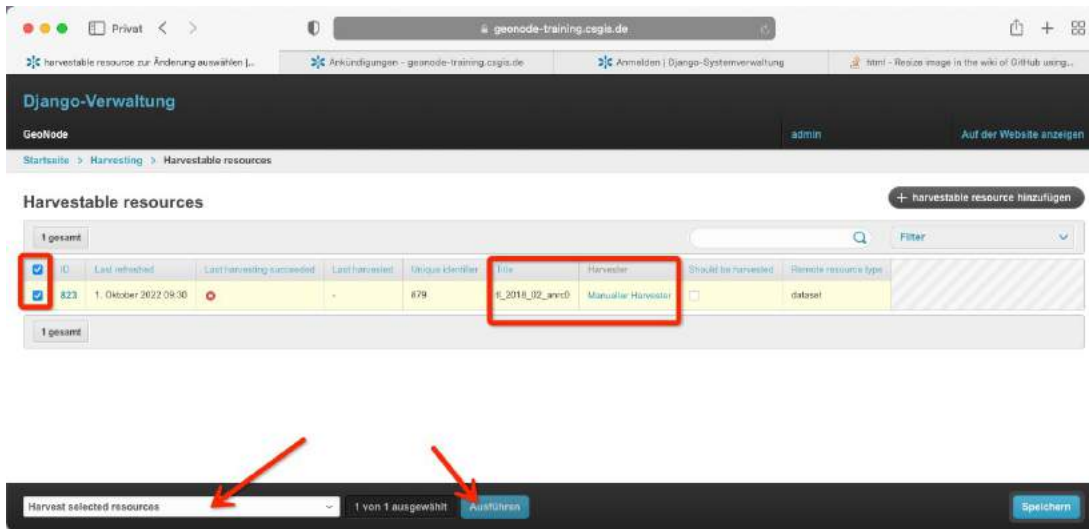 Privat
geonode-training.csgis.de
harvestable resource zur Änderung auswählen |...
Ankündigungen - geonode-training.csgis.de
Anmelden | Django-Systemverwaltung
html - Resize image in the wiki of GitHub using...
Django-Verwaltung
GeoNode admin Auf der Website anzeigen
Startseite > Harvesting > Harvestable resources
Harvestable resources
+ harvestable resource hinzufügen
1 gesamt
Filter
ID Last refreshed Last harvesting succeeded Last harvested Unique identifier Title Harvester Should be harvested Remote resource type
823 1. Oktober 2022 09:30 - 879 Manueller Harvester dataset
1 gesamt
Harvest selected resources 1 von 1 ausgewählt Ausführen Speichern